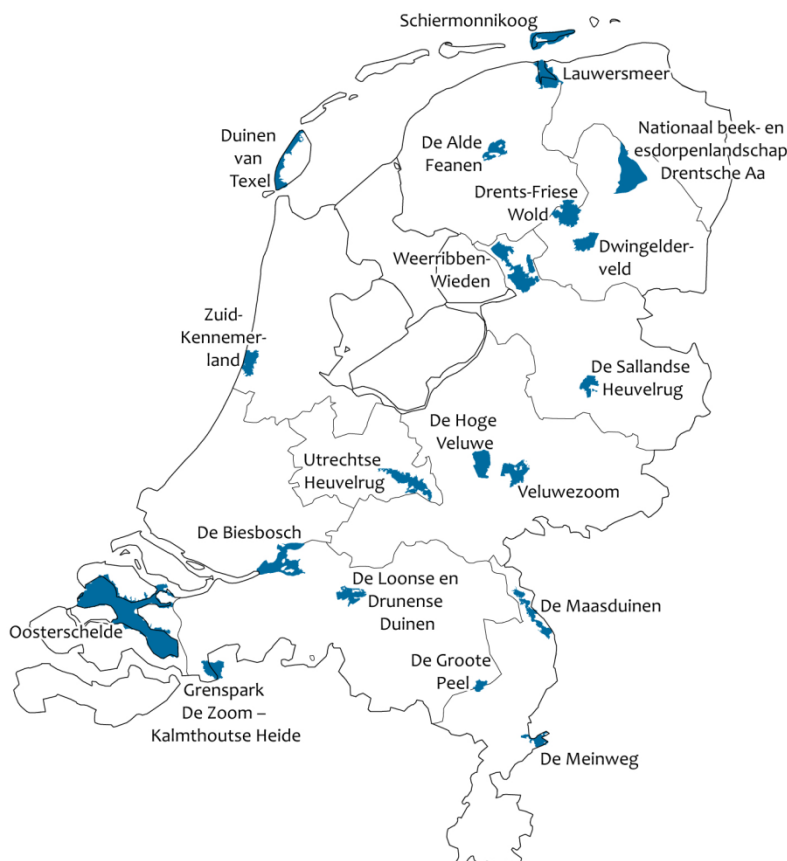 Schiermonnikoog
Lauwersmeer
Duinen
van
Texel
De Alde
Feanen
Nationaal beek- en
esdorpenlandschap
Drentsche Aa
Drents-Friese
Wold
Dwingelder-
veld
Weerribben-
Wieden
Zuid-
Kennemer-
land
De Sallandse
Heuvelrug
De Hoge
Veluwe
Utrechtse
Heuvelrug
Veluwezoom
De Biesbosch
De Loonse en
Drunense
Duinen
De Maasduinen
Oosterschelde
De Groote
Peel
Grenspark
De Zoom –
Kalmthoutse Heide
De Meinweg